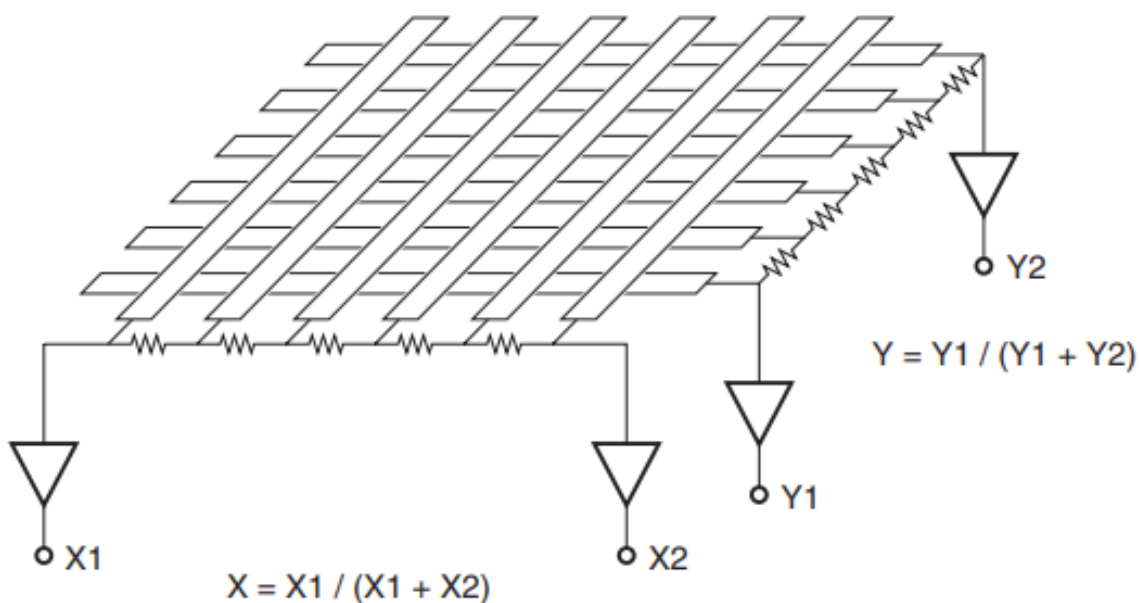 Y2
Y = Y1 / (Y1 + Y2)
Y1
X1
X2
X = X1 / (X1 + X2)